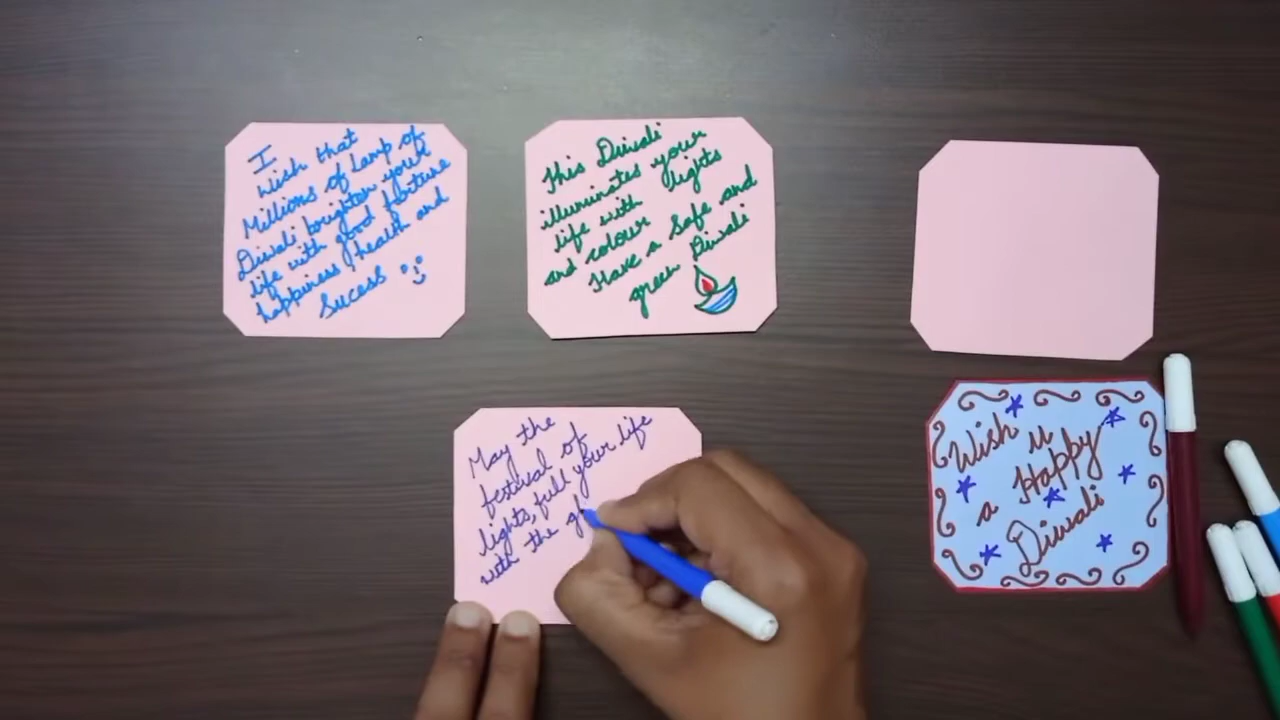 I
wish that
Millions of Lamp of
Diwali brighten your
life with good fortune
happiness, health and
Sucess
This Diwali
illuminates your
life with lights
and colour
Have a Safe and
green Diwali
May the
festival of
lights, full your life
with the
Wish u
a Happy
Diwali